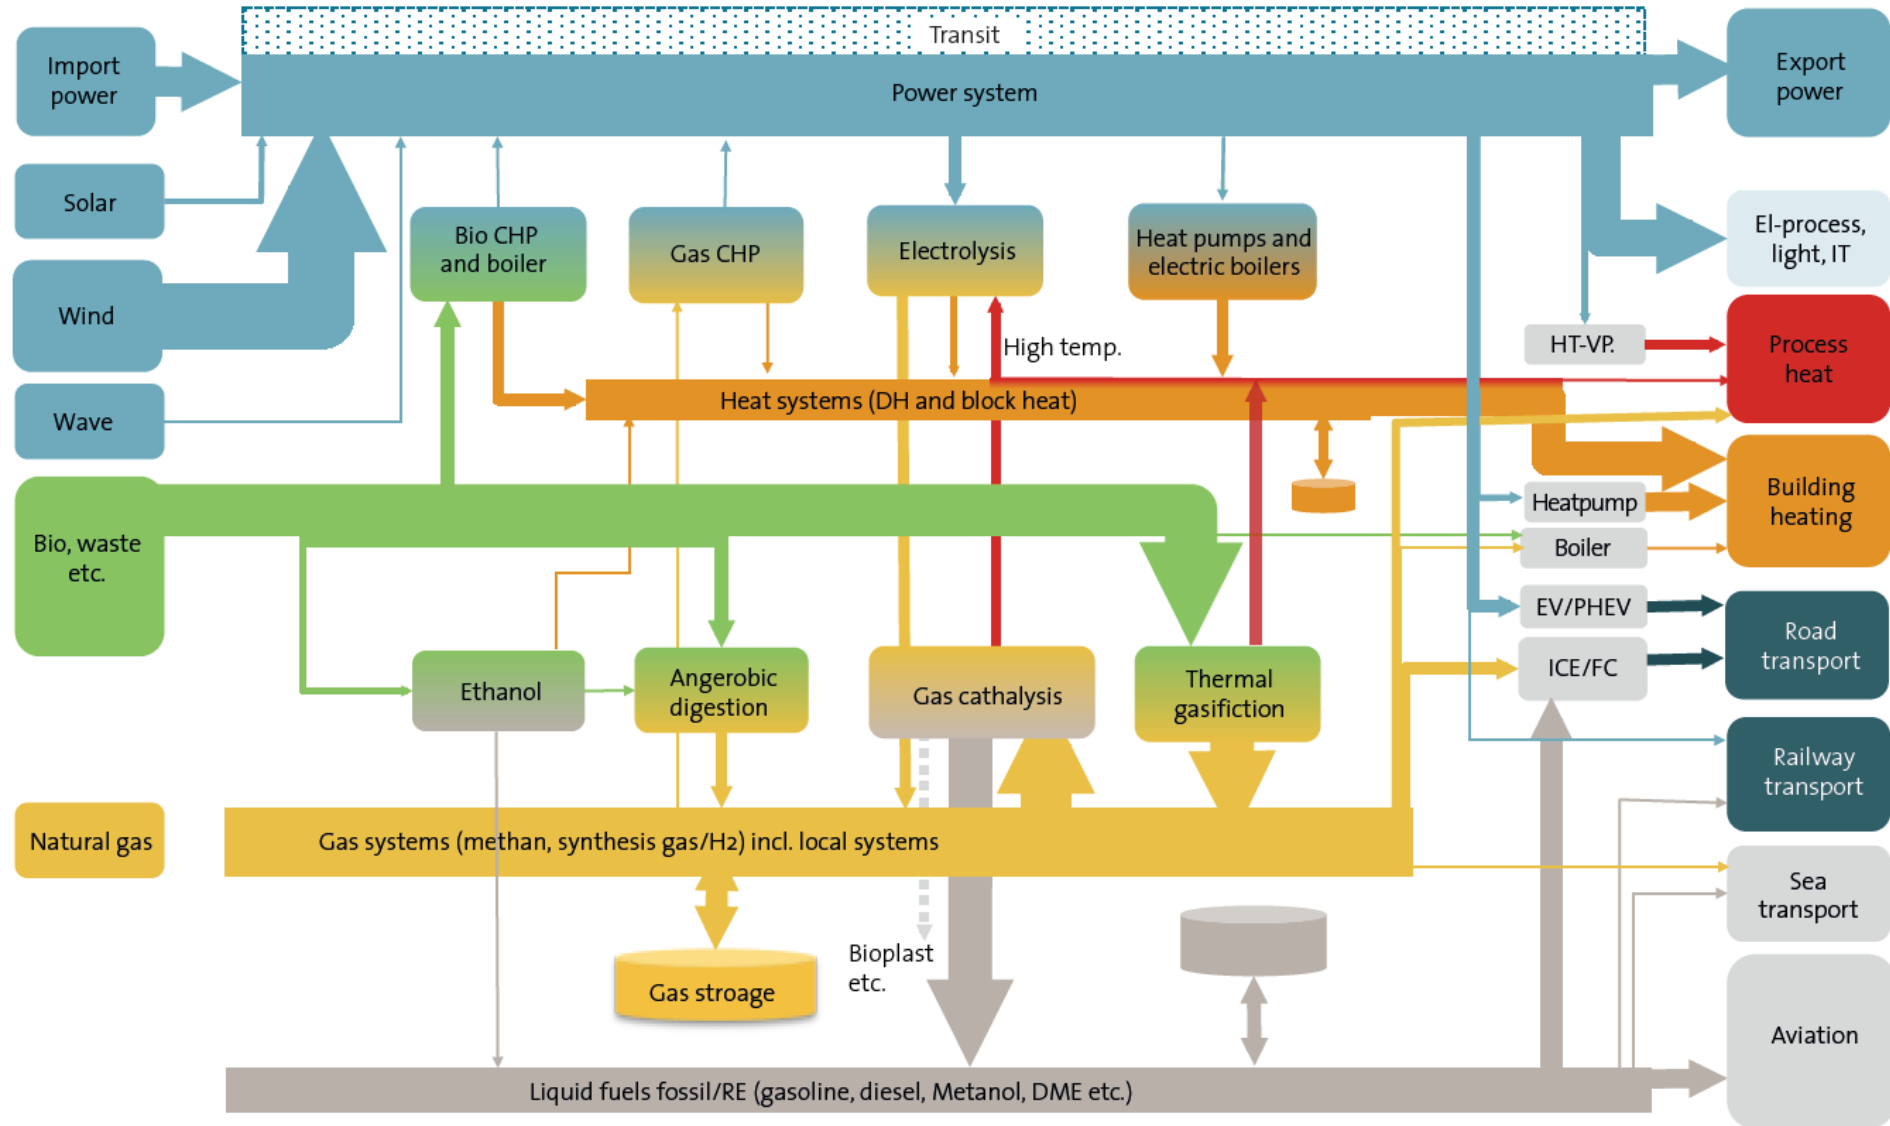 Transit
Import
power
Power system
Export
power
Solar
Bio CHP
and boiler
Gas CHP
Electrolysis
Heat pumps and
electric boilers
El-process,
light, IT
Wind
High temp.
HT-VP.
Process
heat
Wave
Heat systems (DH and block heat)
Bio, waste
etc.
Heatpump
Boiler
Building
heating
EV/PHEV
ICE/FC
Road
transport
Ethanol
Angerobic
digestion
Gas cathalysis
Thermal
gasifiction
Railway
transport
Natural gas
Gas systems (methan, synthesis gas/H2) incl. local systems
Sea
transport
Bioplast
etc.
Gas stroage
Aviation
Liquid fuels fossil/RE (gasoline, diesel, Metanol, DME etc.)